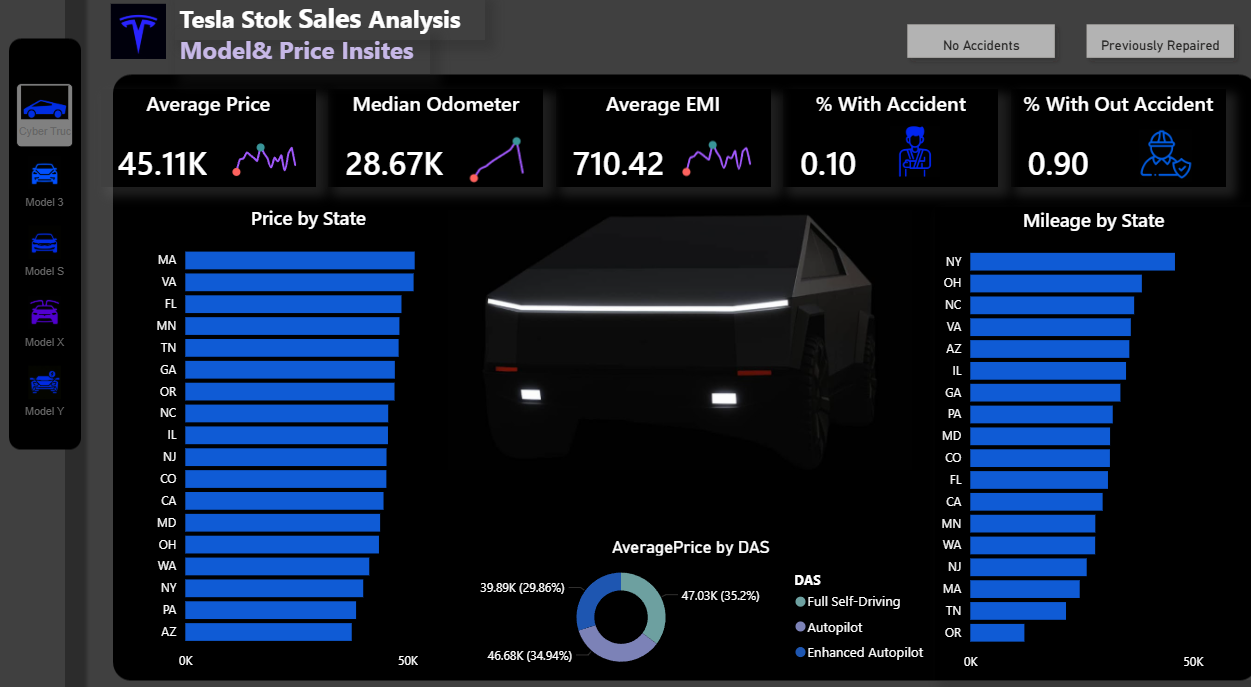 Tesla Stok Sales Analysis
Model& Price Insites
No Accidents
Previously Repaired
Cyber Truc
Model 3
Model S
Model X
Model Y
Average Price
45.11K
Median Odometer
28.67K
Average EMI
710.42
% With Accident
0.10
% With Out Accident
0.90
Price by State
MA
VA
FL
MN
TN
GA
OR
NC
IL
NJ
CO
CA
MD
OH
WA
NY
PA
AZ
0K
50K
AveragePrice by DAS
39.89K (29.86%)
47.03K (35.2%)
46.68K (34.94%)
DAS
Full Self-Driving
Autopilot
Enhanced Autopilot
Mileage by State
NY
OH
NC
VA
AZ
IL
GA
PA
MD
CO
FL
CA
MN
WA
NJ
MA
TN
OR
0K
50K